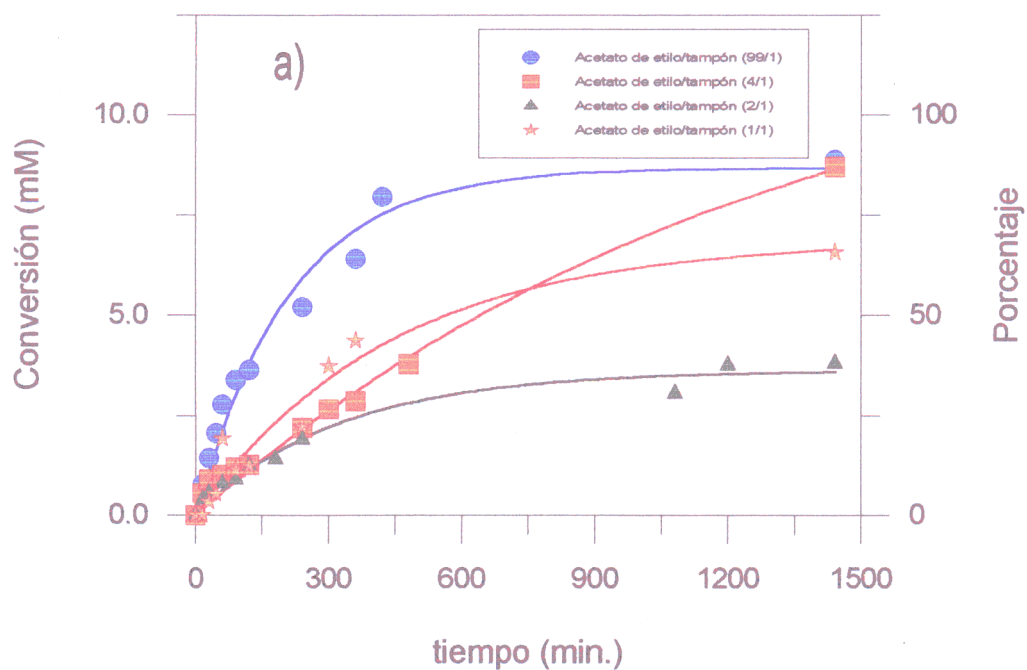 a)
Acetato de etilo/tampón (99/1)
Acetato de etilo/tampón (4/1)
Acetato de etilo/tampón (2/1)
Acetato de etilo/tampón (1/1)
Conversión (mM)
10.0
5.0
0.0
Porcentaje
100
50
0
0
300
600
900
1200
1500
tiempo (min.)